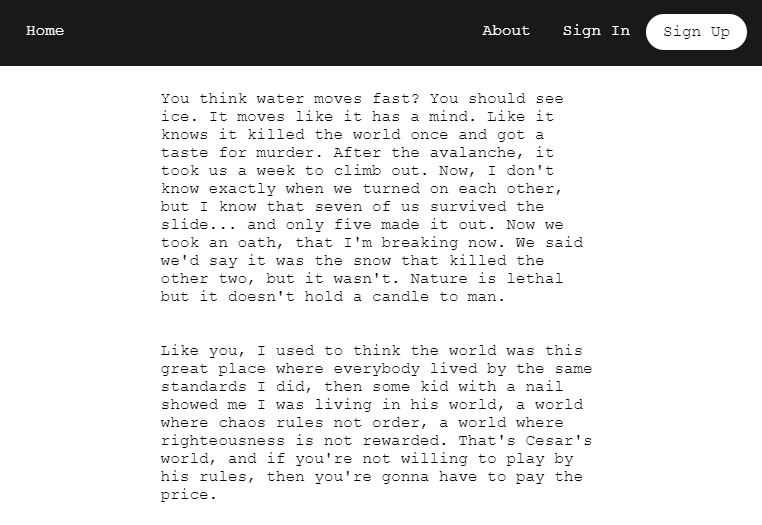 Home About Sign In Sign Up
You think water moves fast? You should see
ice. It moves like it has a mind. Like it
knows it killed the world once and got a
taste for murder. After the avalanche, it
took us a week to climb out. Now, I don't
know exactly when we turned on each other,
but I know that seven of us survived the
slide... and only five made it out. Now we
took an oath, that I'm breaking now. We said
we'd say it was the snow that killed the
other two, but it wasn't. Nature is lethal
but it doesn't hold a candle to man.
Like you, I used to think the world was this
great place where everybody lived by the same
standards I did, then some kid with a nail
showed me I was living in his world, a world
where chaos rules not order, a world where
righteousness is not rewarded. That's Cesar's
world, and if you're not willing to play by
his rules, then you're gonna have to pay the
price.